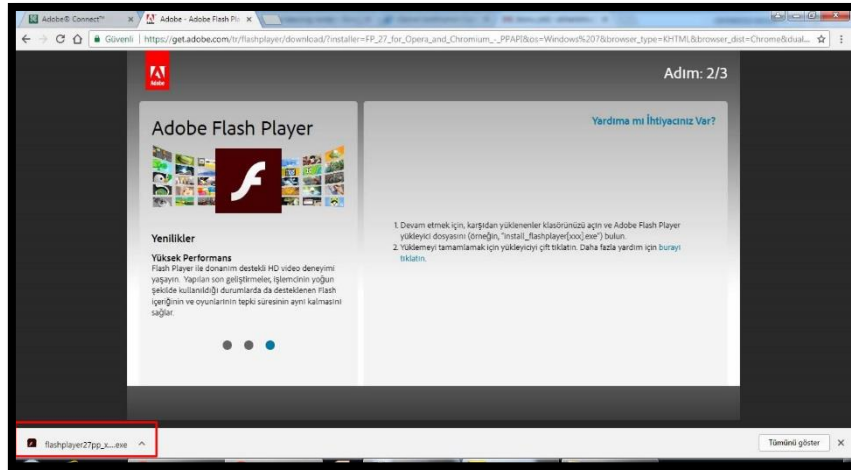 Adobe® Connect™
Adobe - Adobe Flash Pla
Güvenli
https://get.adobe.com/tr/flashplayer/download/?installer=FP_27_for_Opera_and_Chromium_-_PPAPI&os=Windows%207&browser_type=KHTML&browser_dist=Chrome&dual...
Adobe
Adım: 2/3
Adobe Flash Player
Yardıma mı İhtiyacınız Var?
Yenilikler
Yüksek Performans
Flash Player ile donanım destekli HD video deneyimi
yaşayın. Yapılan son geliştirmeler, işlemcinin yoğun
şekilde kullanıldığı durumlarda da desteklenen Flash
içeriğinin ve oyunlarının tepki süresinin aynı kalmasını
sağlar.
1. Devam etmek için, karşıdan yüklenenler klasörünüzü açın ve Adobe Flash Player
yükleyici dosyasını (örneğin, "install_flashplayer[xxx].exe") bulun.
2. Yüklemeyi tamamlamak için yükleyiciyi çift tıklatın. Daha fazla yardım için burayı
tıklatın.
flashplayer27pp_x....exe
Tümünü göster